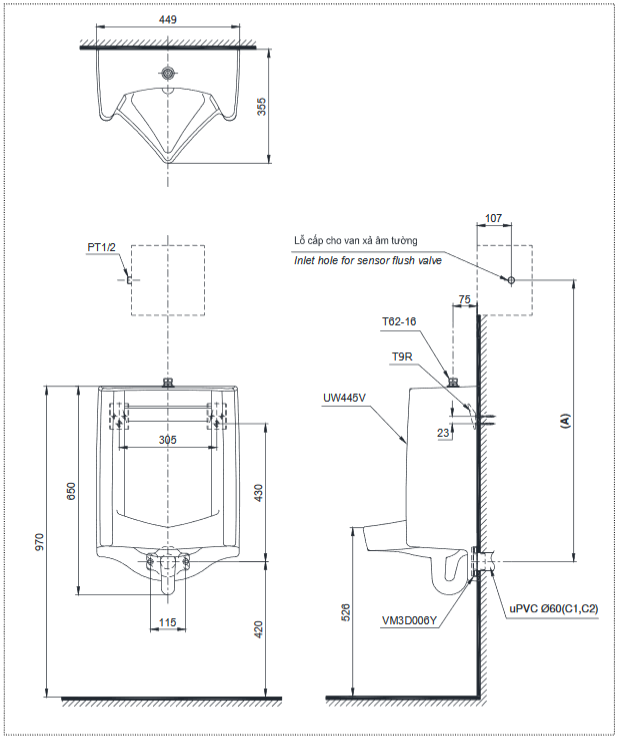 449
355
107
PT1/2
Lỗ cấp cho van xả âm tường
Inlet hole for sensor flush valve
75
T62-16
T9R
UW445V
(A)
305
23
650
430
970
526
115
420
VM3D006Y
uPVC Ø60(C1,C2)